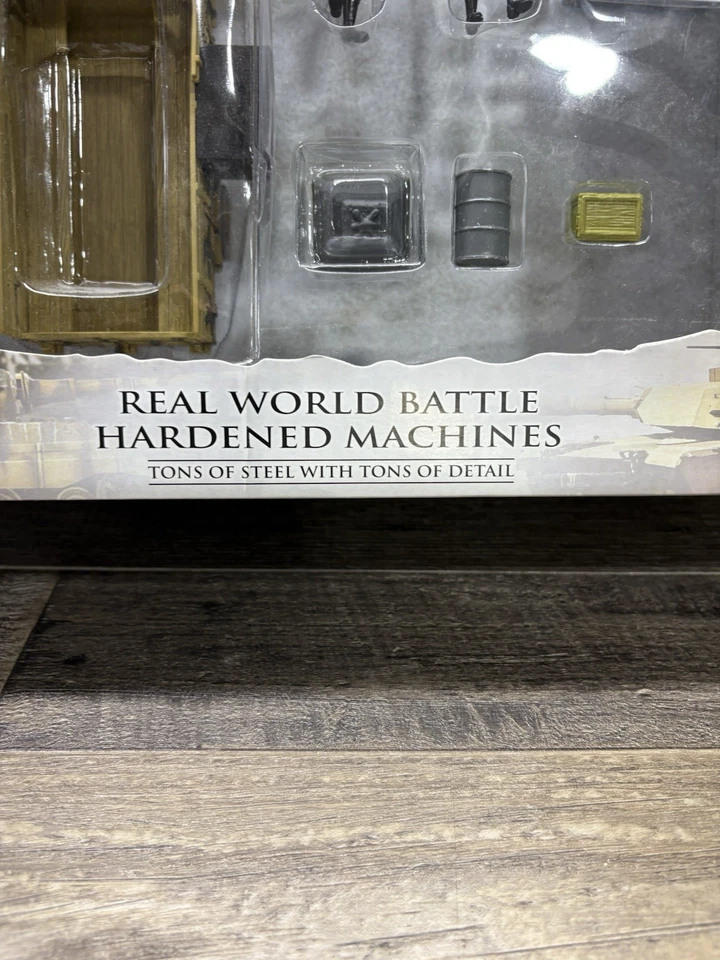 REAL WORLD BATTLE
HARDENED MACHINES
TONS OF STEEL WITH TONS OF DETAIL